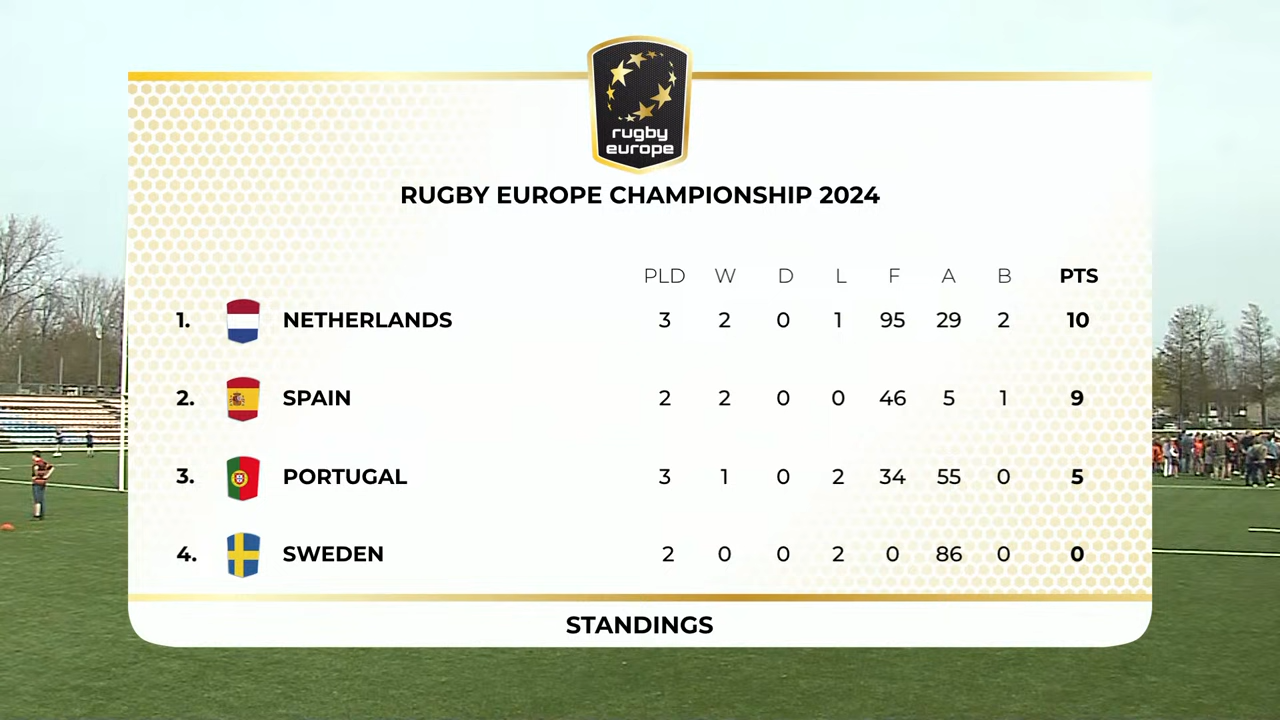 rugby
europe
RUGBY EUROPE CHAMPIONSHIP 2024
PLD W D L F A B PTS
1. NETHERLANDS 3 2 0 1 95 29 2 10
2. SPAIN 2 2 0 0 46 5 1 9
3. PORTUGAL 3 1 0 2 34 55 0 5
4. SWEDEN 2 0 0 2 0 86 0 0
STANDINGS